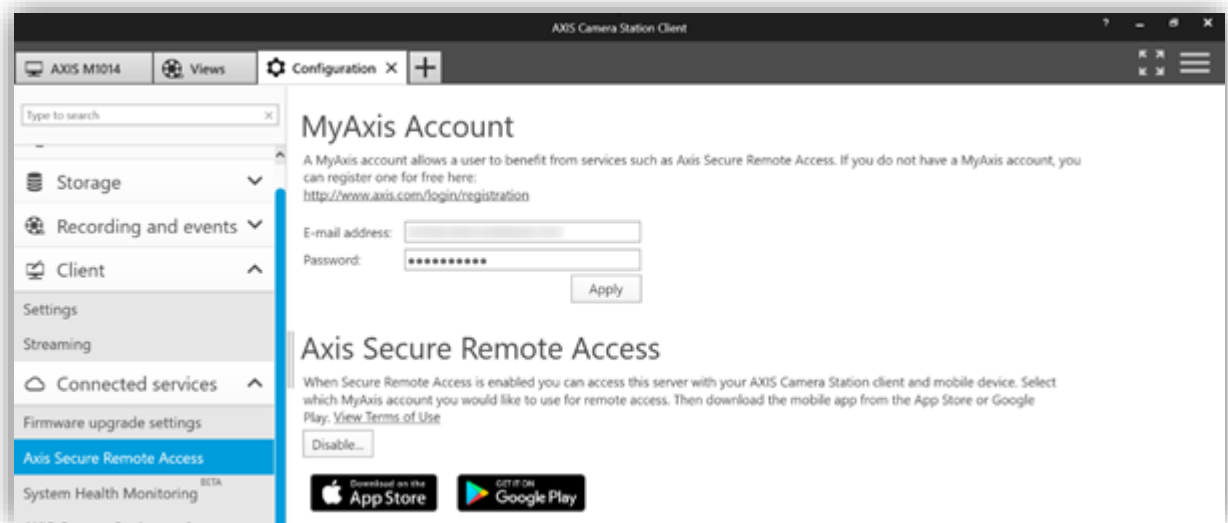 AXIS Camera Station Client
? – X
AXIS M1014 Views Configuration X +
Type to search
Storage
Recording and events
Client
Settings
Streaming
Connected services
Firmware upgrade settings
Axis Secure Remote Access
System Health Monitoring BETA
MyAxis Account
A MyAxis account allows a user to benefit from services such as Axis Secure Remote Access. If you do not have a MyAxis account, you
can register one for free here:
http://www.axis.com/login/registration
E-mail address:
Password: ••••••••••
Apply
Axis Secure Remote Access
When Secure Remote Access is enabled you can access this server with your AXIS Camera Station client and mobile device. Select
which MyAxis account you would like to use for remote access. Then download the mobile app from the App Store or Google
Play. View Terms of Use
Disable...
Download on the
App Store
GET IT ON
Google Play